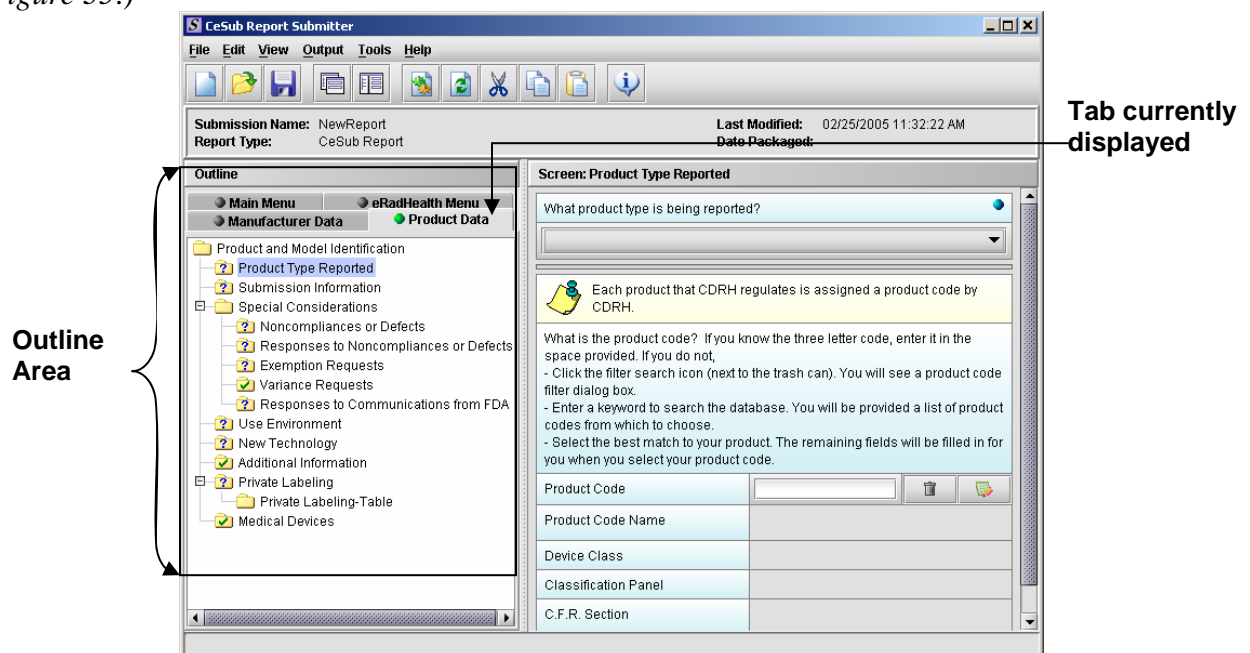 igure 55.)
CeSub Report Submitter
File Edit View Output Tools Help
Submission Name: NewReport
Report Type: CeSub Report
Last Modified: 02/25/2005 11:32:22 AM
Date Packaged:
Tab currently
displayed
Outline
Main Menu
eRadHealth Menu
Manufacturer Data
Product Data
Product and Model Identification
Product Type Reported
Submission Information
Special Considerations
Noncompliances or Defects
Responses to Noncompliances or Defects
Exemption Requests
Variance Requests
Responses to Communications from FDA
Use Environment
New Technology
Additional Information
Private Labeling
Private Labeling-Table
Medical Devices
Outline
Area
Screen: Product Type Reported
What product type is being reported?
Each product that CDRH regulates is assigned a product code by
CDRH.
What is the product code? If you know the three letter code, enter it in the
space provided. If you do not,
- Click the filter search icon (next to the trash can). You will see a product code
filter dialog box.
- Enter a keyword to search the database. You will be provided a list of product
codes from which to choose.
- Select the best match to your product. The remaining fields will be filled in for
you when you select your product code.
Product Code
Product Code Name
Device Class
Classification Panel
C.F.R. Section